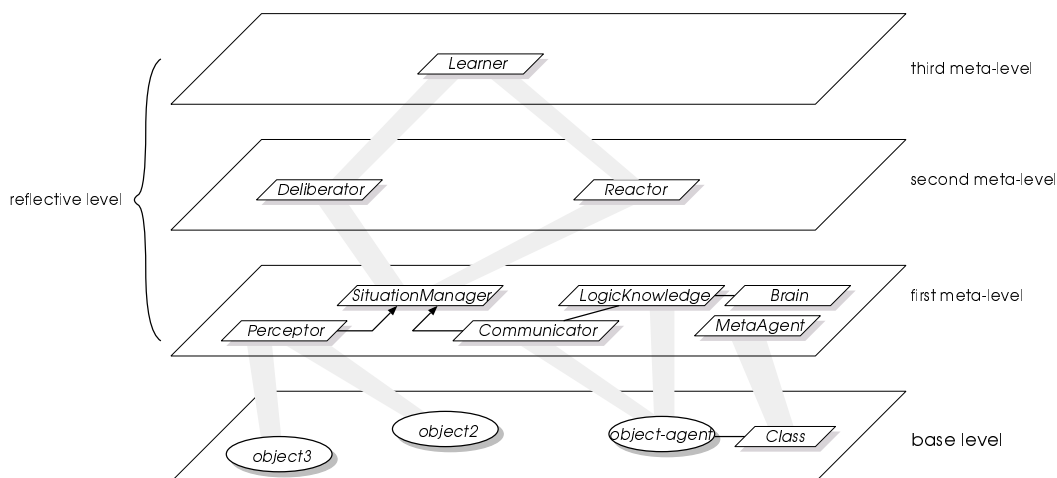 Learner
third meta-level
Deliberator
Reactor
second meta-level
reflective level
SituationManager
LogicKnowledge
Brain
first meta-level
Perceptor
Communicator
MetaAgent
object3
object2
object-agent
Class
base level